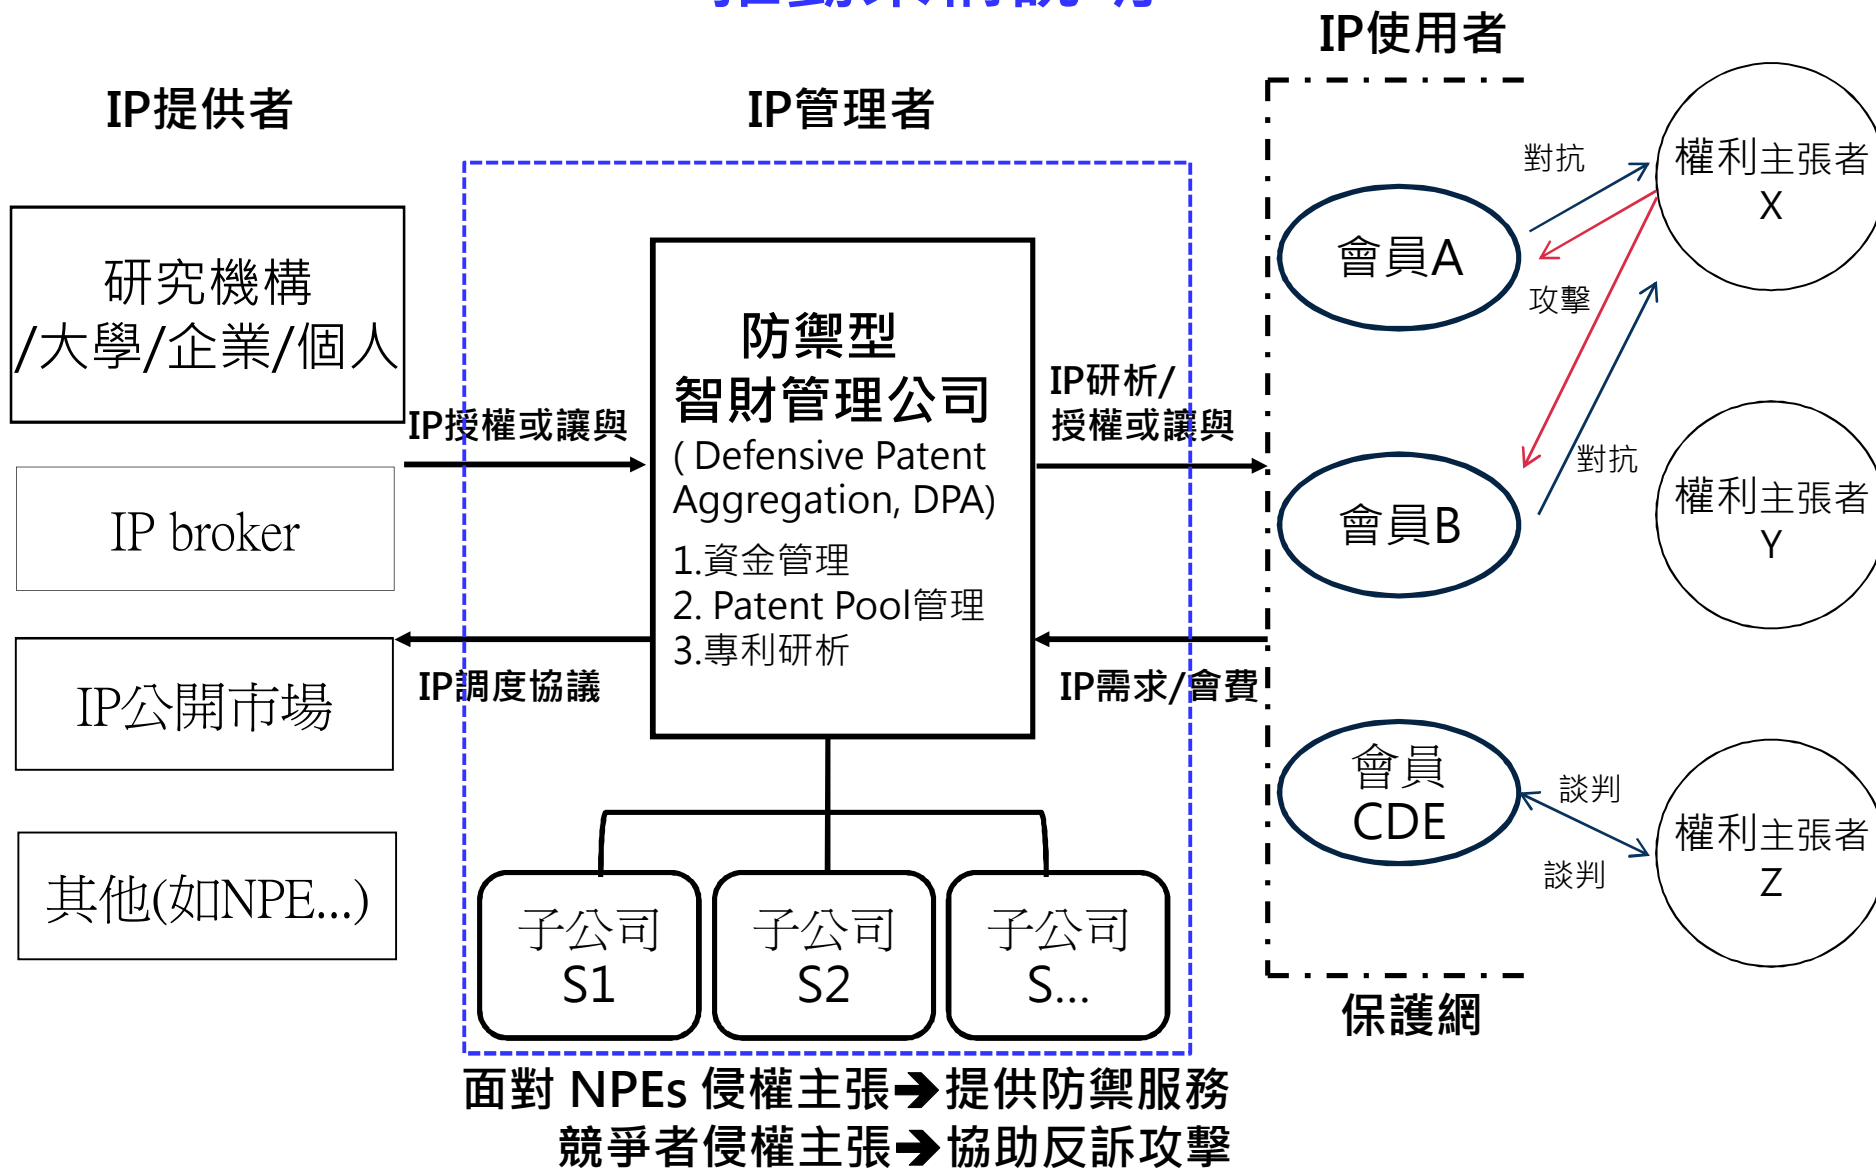 IP使用者
IP提供者
IP管理者
研究機構
/大學/企業/個人
IP broker
IP公開市場
其他(如NPE...)
IP授權或讓與
IP調度協議
防禦型
智財管理公司
( Defensive Patent
Aggregation, DPA)
1.資金管理
2. Patent Pool管理
3.專利研析
子公司
S1
子公司
S2
子公司
S...
IP研析/
授權或讓與
IP需求/會費
會員A
會員B
會員
CDE
對抗
攻擊
對抗
談判
談判
權利主張者
X
權利主張者
Y
權利主張者
Z
保護網
面對 NPEs 侵權主張➔提供防禦服務
競爭者侵權主張➔協助反訴攻擊